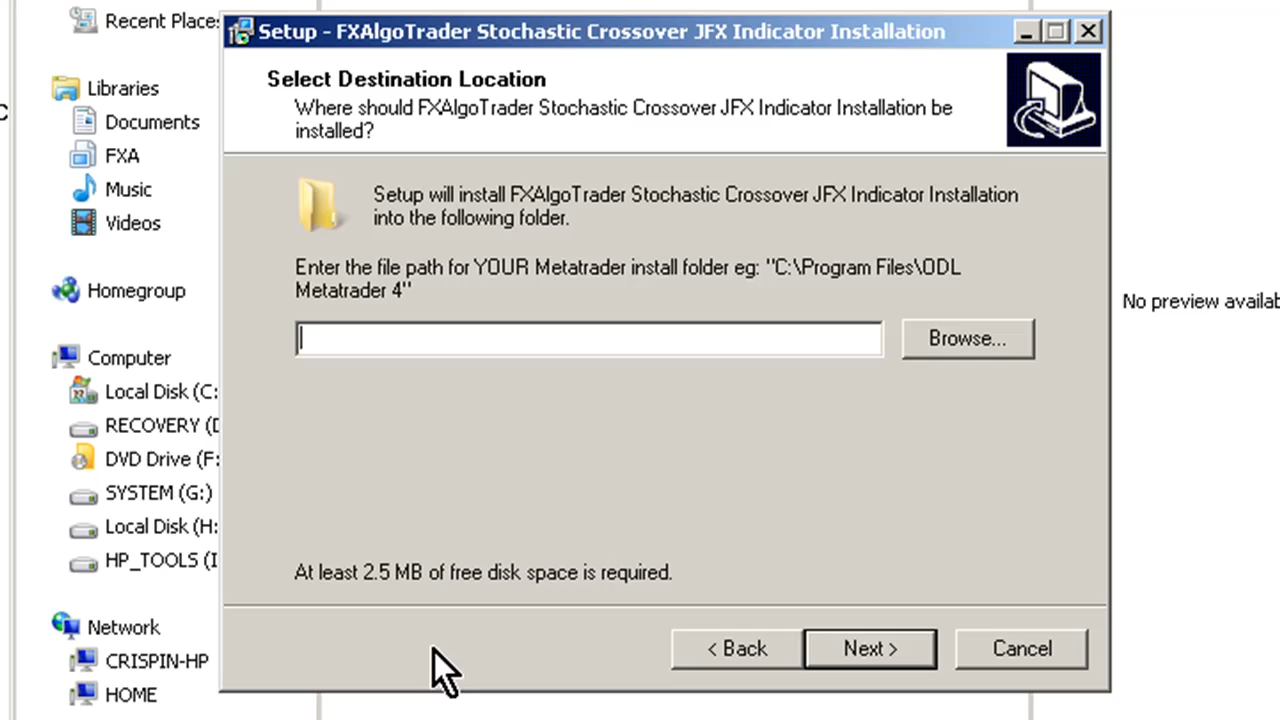 Recent Place
Setup - FXAlgoTrader Stochastic Crossover JFX Indicator Installation
Select Destination Location
Where should FXAlgoTrader Stochastic Crossover JFX Indicator Installation be
installed?
Libraries
Documents
FXA
Music
Videos
Homegroup
Computer
Local Disk (C:
RECOVERY (D
DVD Drive (F:
SYSTEM (G:)
Local Disk (H:
HP_TOOLS (I
Network
CRISPIN-HP
HOME
Setup will install FXAlgoTrader Stochastic Crossover JFX Indicator Installation
into the following folder.
Enter the file path for YOUR Metatrader install folder eg: "C:\Program Files\ODL
Metatrader 4"
Browse...
At least 2.5 MB of free disk space is required.
< Back
Next >
Cancel
No preview availab